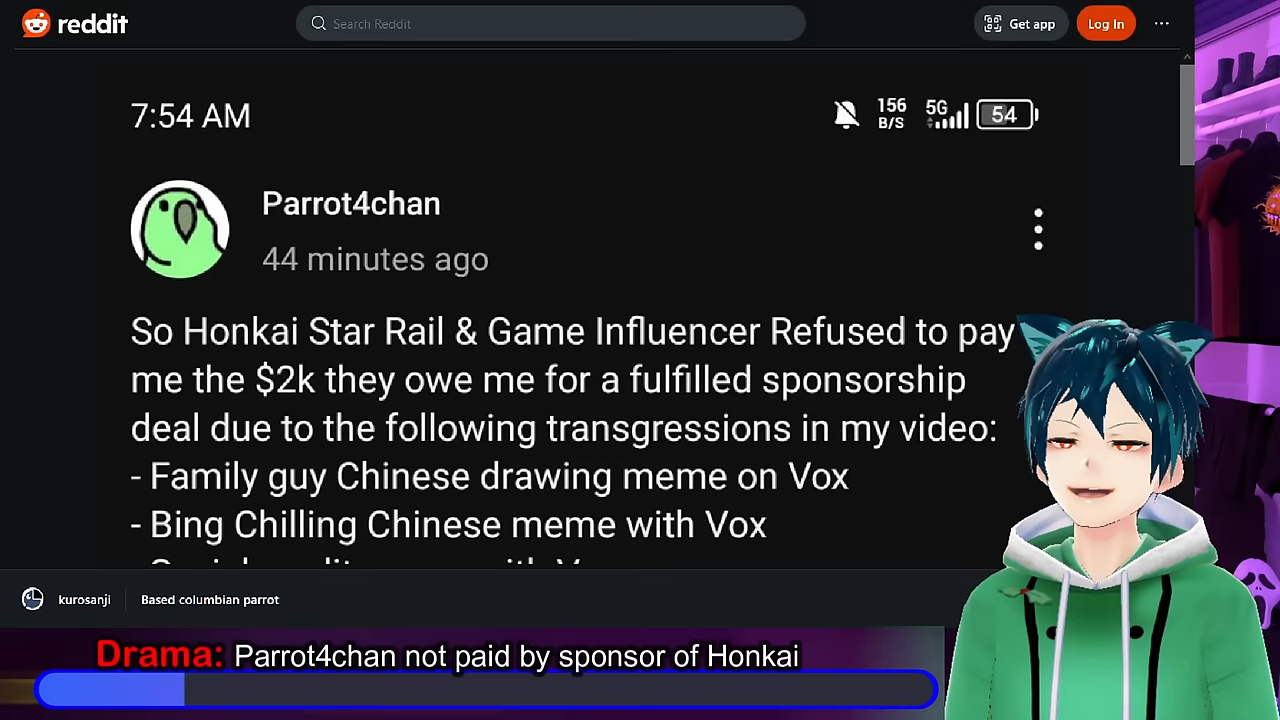 reddit
Search Reddit
Get app
Log In
7:54 AM
156
B/S
5G
54
Parrot4chan
44 minutes ago
So Honkai Star Rail & Game Influencer Refused to pay
me the $2k they owe me for a fulfilled sponsorship
deal due to the following transgressions in my video:
- Family guy Chinese drawing meme on Vox
- Bing Chilling Chinese meme with Vox
kurosanji
Based columbian parrot
Drama: Parrot4chan not paid by sponsor of Honkai